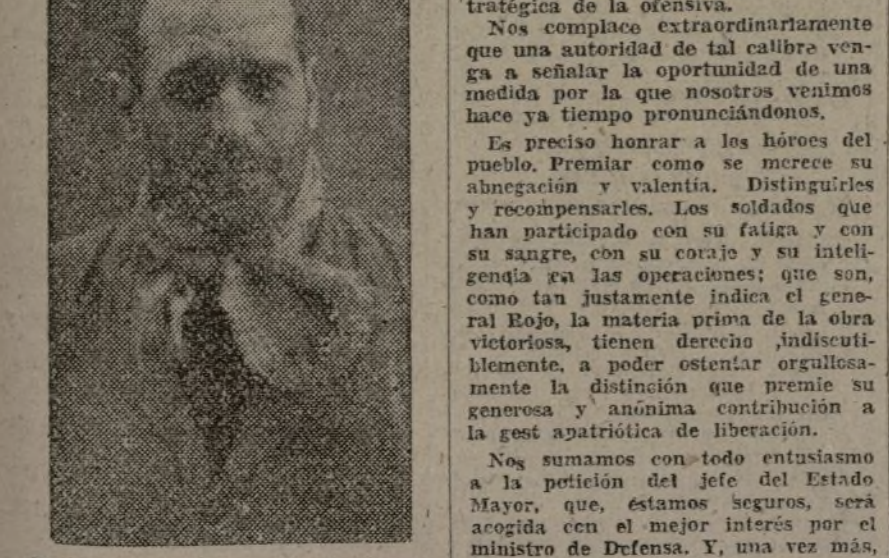 tratégica de la ofensiva.
Nos complace extraordinariamente
que una autoridad de tal calibre ven-
ga a señalar la oportunidad de una
medida por la que nosotros venimos
hace ya tiempo pronunciándonos.
Es preciso honrar a los héroes del
pueblo. Premiar como se merece su
abnegación y valentía. Distinguirles
y recompensarles. Los soldados que
han participado con su fatiga y con
su sangre, con su coraje y su inteli-
gencia en las operaciones; que son,
como tan justamente indica el gene-
ral Rojo, la materia prima de la obra
victoriosa, tienen derecho ,indiscuti-
blemente, a poder ostentar orgullosa-
mente la distinción que premie su
generosa y anónima contribución a
la gest apatriótica de liberación.
Nos sumamos con todo entusiasmo
a la petición del jefe del Estado
Mayor, que, éstamos seguros, será
acogida con el mejor interés por el
ministro de Defensa. Y, una vez más,